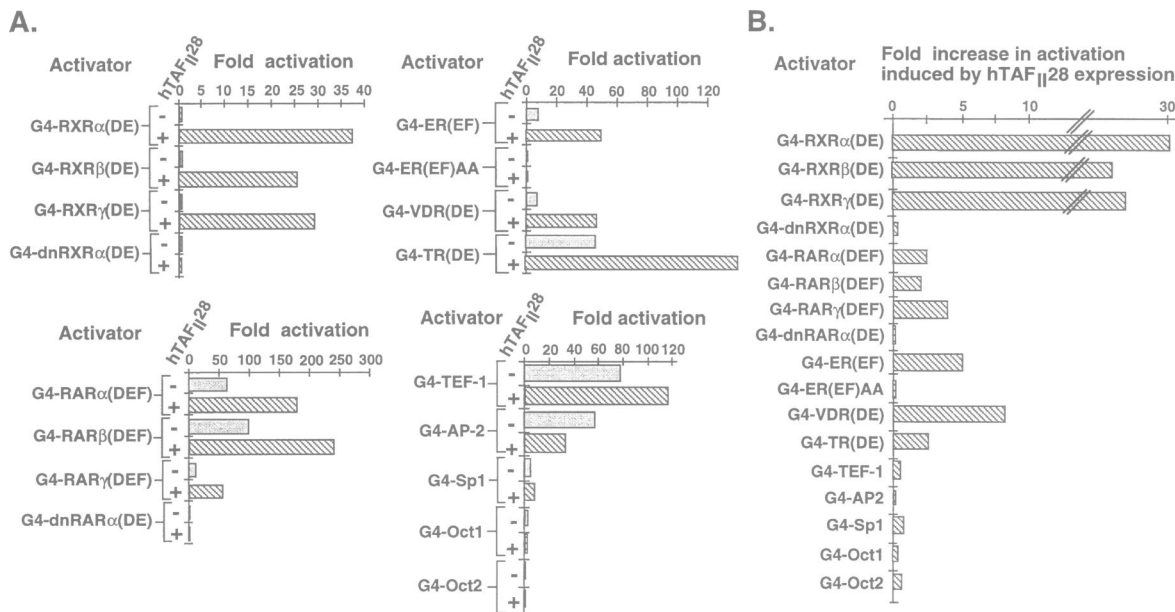 A.
Activator
hTAFII28
Fold activation
0 5 10 15 20 25 30 35 40
G4-RXRα(DE)
-
+
G4-RXRβ(DE)
-
+
G4-RXRγ(DE)
-
+
G4-dnRXRα(DE)
-
+
Activator
hTAFII28
Fold activation
0 20 40 60 80 100 120
G4-ER(EF)
-
+
G4-ER(EF)AA
-
+
G4-VDR(DE)
-
+
G4-TR(DE)
-
+
Activator
hTAFII28
Fold activation
0 50 100 150 200 250 300
G4-RARα(DEF)
-
+
G4-RARβ(DEF)
-
+
G4-RARγ(DEF)
-
+
G4-dnRARα(DE)
-
+
Activator
hTAFII28
Fold activation
0 20 40 60 80 100 120
G4-TEF-1
-
+
G4-AP-2
-
+
G4-Sp1
-
+
G4-Oct1
-
+
G4-Oct2
-
+
B.
Activator
Fold increase in activation
induced by hTAFII28 expression
0 5 10 30
G4-RXRα(DE)
G4-RXRβ(DE)
G4-RXRγ(DE)
G4-dnRXRα(DE)
G4-RARα(DEF)
G4-RARβ(DEF)
G4-RARγ(DEF)
G4-dnRARα(DE)
G4-ER(EF)
G4-ER(EF)AA
G4-VDR(DE)
G4-TR(DE)
G4-TEF-1
G4-AP2
G4-Sp1
G4-Oct1
G4-Oct2